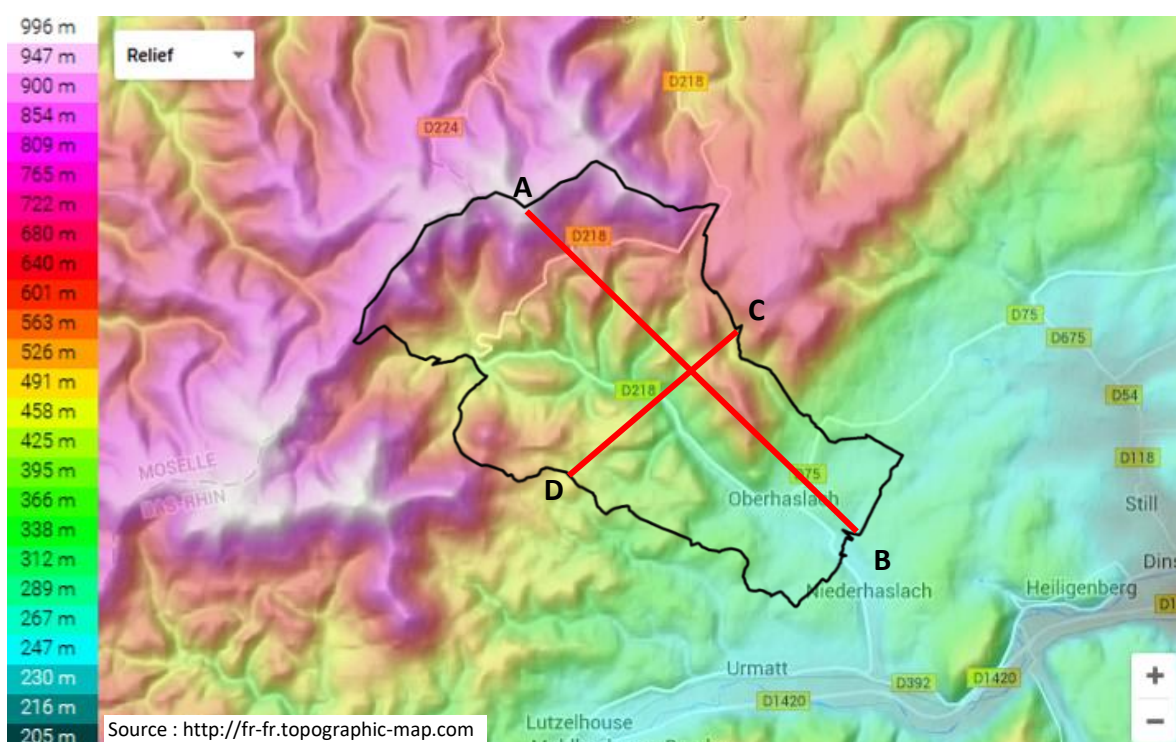 996 m
947 m
900 m
854 m
809 m
765 m
722 m
680 m
640 m
601 m
563 m
526 m
491 m
458 m
425 m
395 m
366 m
338 m
312 m
289 m
267 m
247 m
230 m
216 m
205 m
Relief
D218
D224
A
D218
C
D75
D675
D218
D54
MOSELLE
BAS-RHIN
D118
D75
D
Oberhaslach
Still
B
Niederhaslach
Heiligenberg
Urmatt
D392
D1420
D1420
Lutzelhouse
Source : http://fr-fr.topographic-map.com
+
−